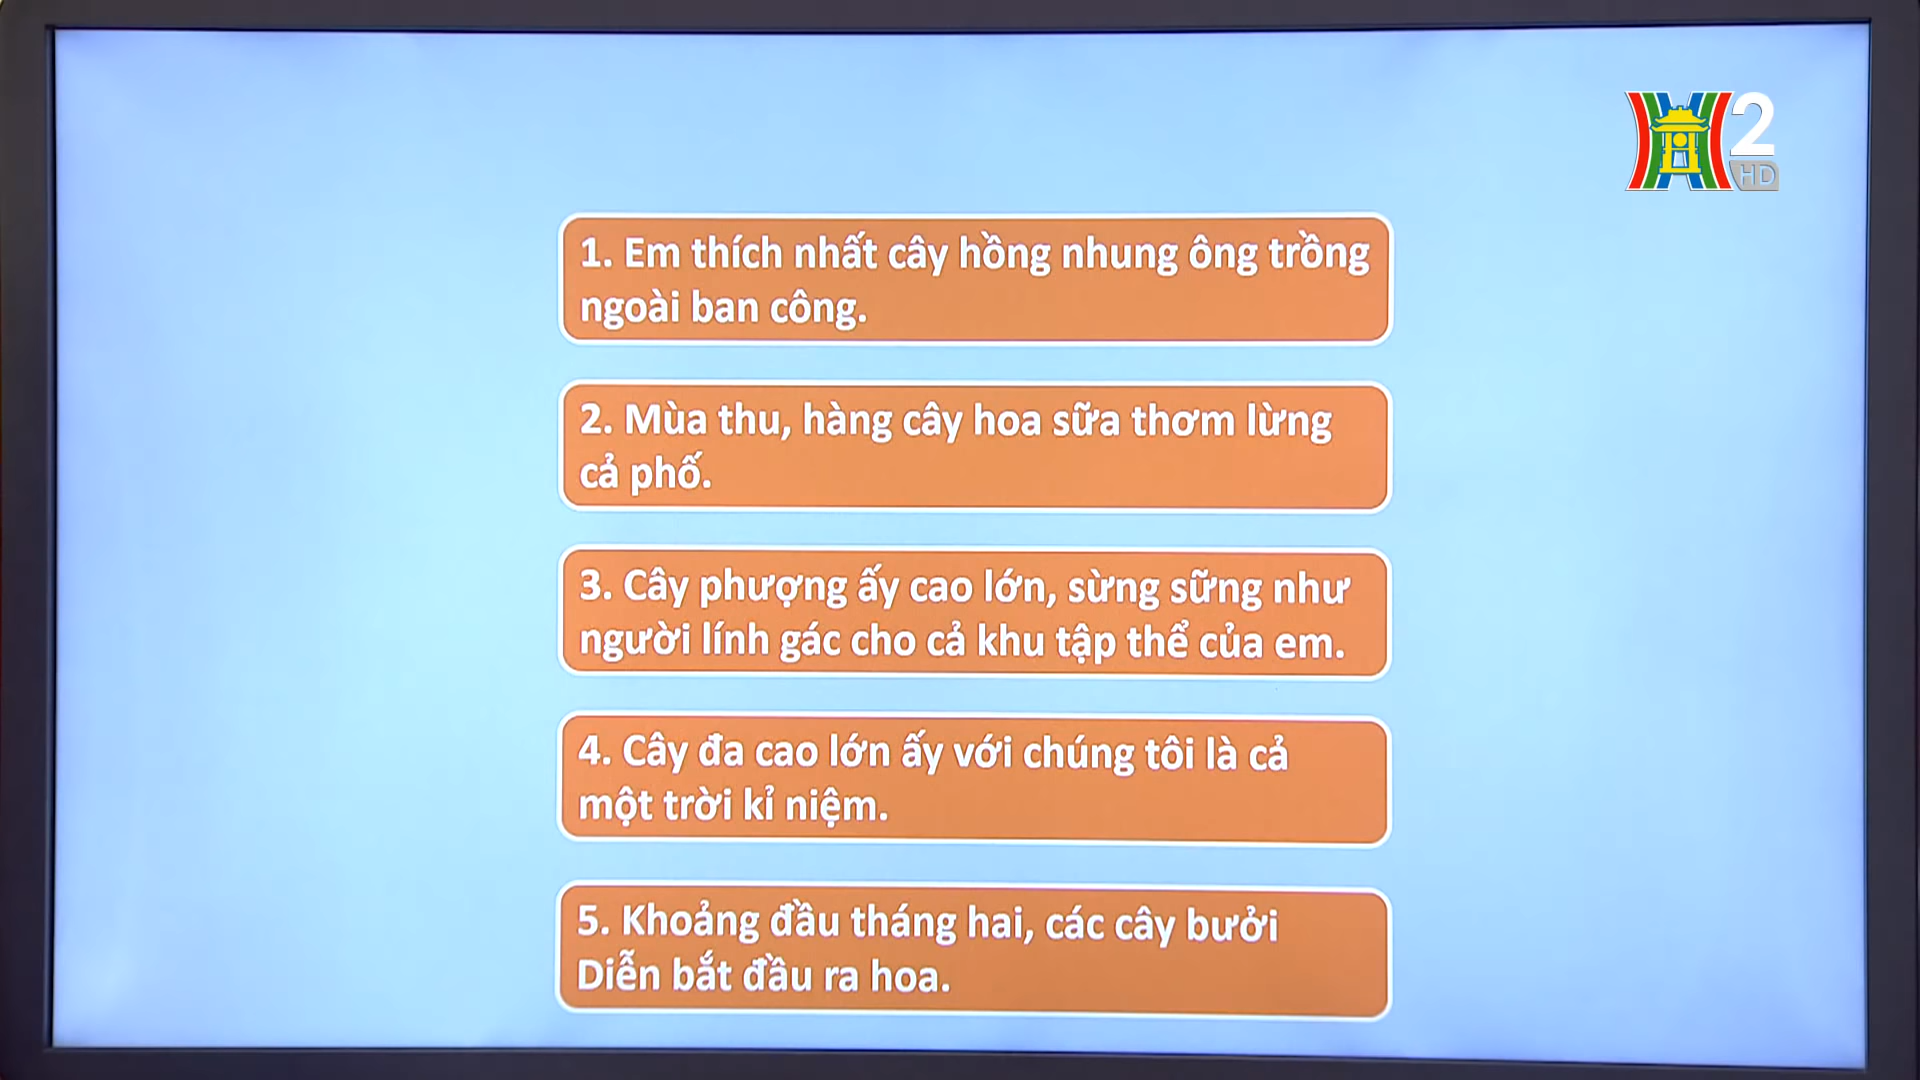 2
HD
1. Em thích nhất cây hồng nhung ông trồng
ngoài ban công.
2. Mùa thu, hàng cây hoa sữa thơm lừng
cả phố.
3. Cây phượng ấy cao lớn, sừng sững như
người lính gác cho cả khu tập thể của em.
4. Cây đa cao lớn ấy với chúng tôi là cả
một trời kỉ niệm.
5. Khoảng đầu tháng hai, các cây bưởi
Diễn bắt đầu ra hoa.